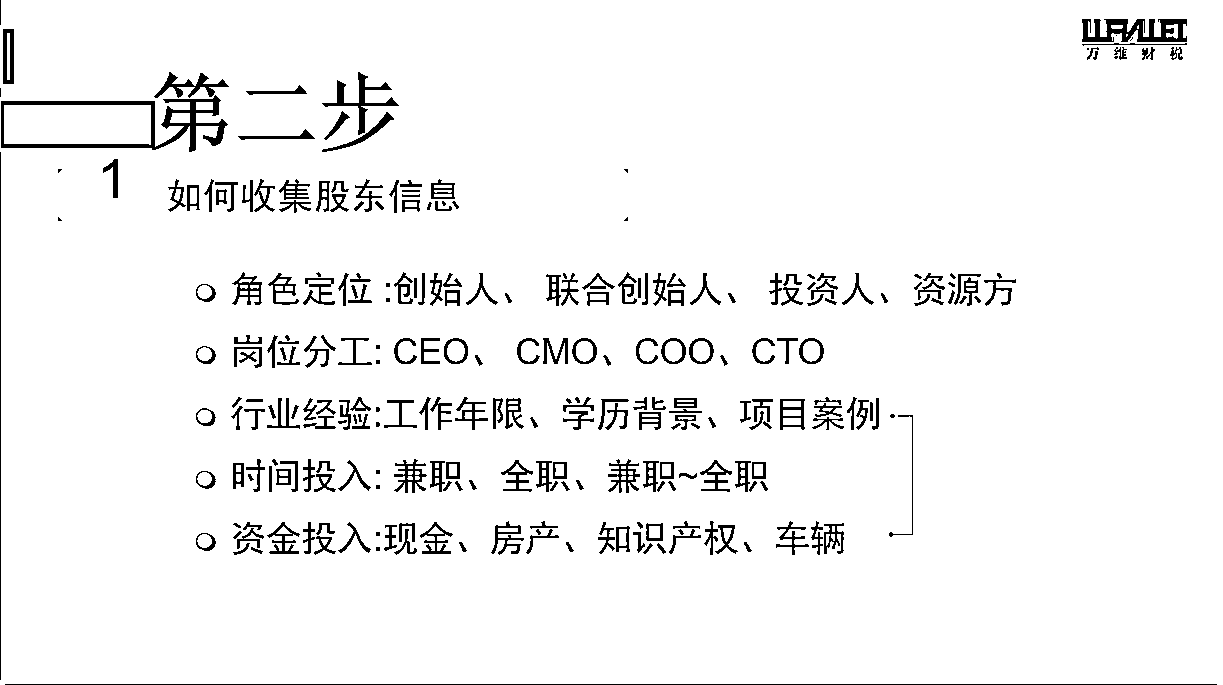 万维财税
第二步
1 如何收集股东信息
角色定位 :创始人、 联合创始人、 投资人、资源方
岗位分工: CEO、 CMO、COO、CTO
行业经验:工作年限、学历背景、项目案例
时间投入: 兼职、全职、兼职~全职
资金投入:现金、房产、知识产权、车辆